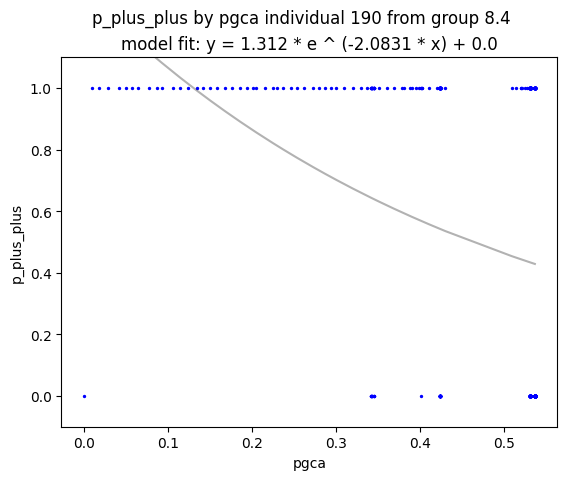 p_plus_plus by pgca individual 190 from group 8.4
model fit: y = 1.312 * e ^ (-2.0831 * x) + 0.0
1.0
0.8
0.6
0.4
0.2
0.0
p_plus_plus
0.0 0.1 0.2 0.3 0.4 0.5
pgca